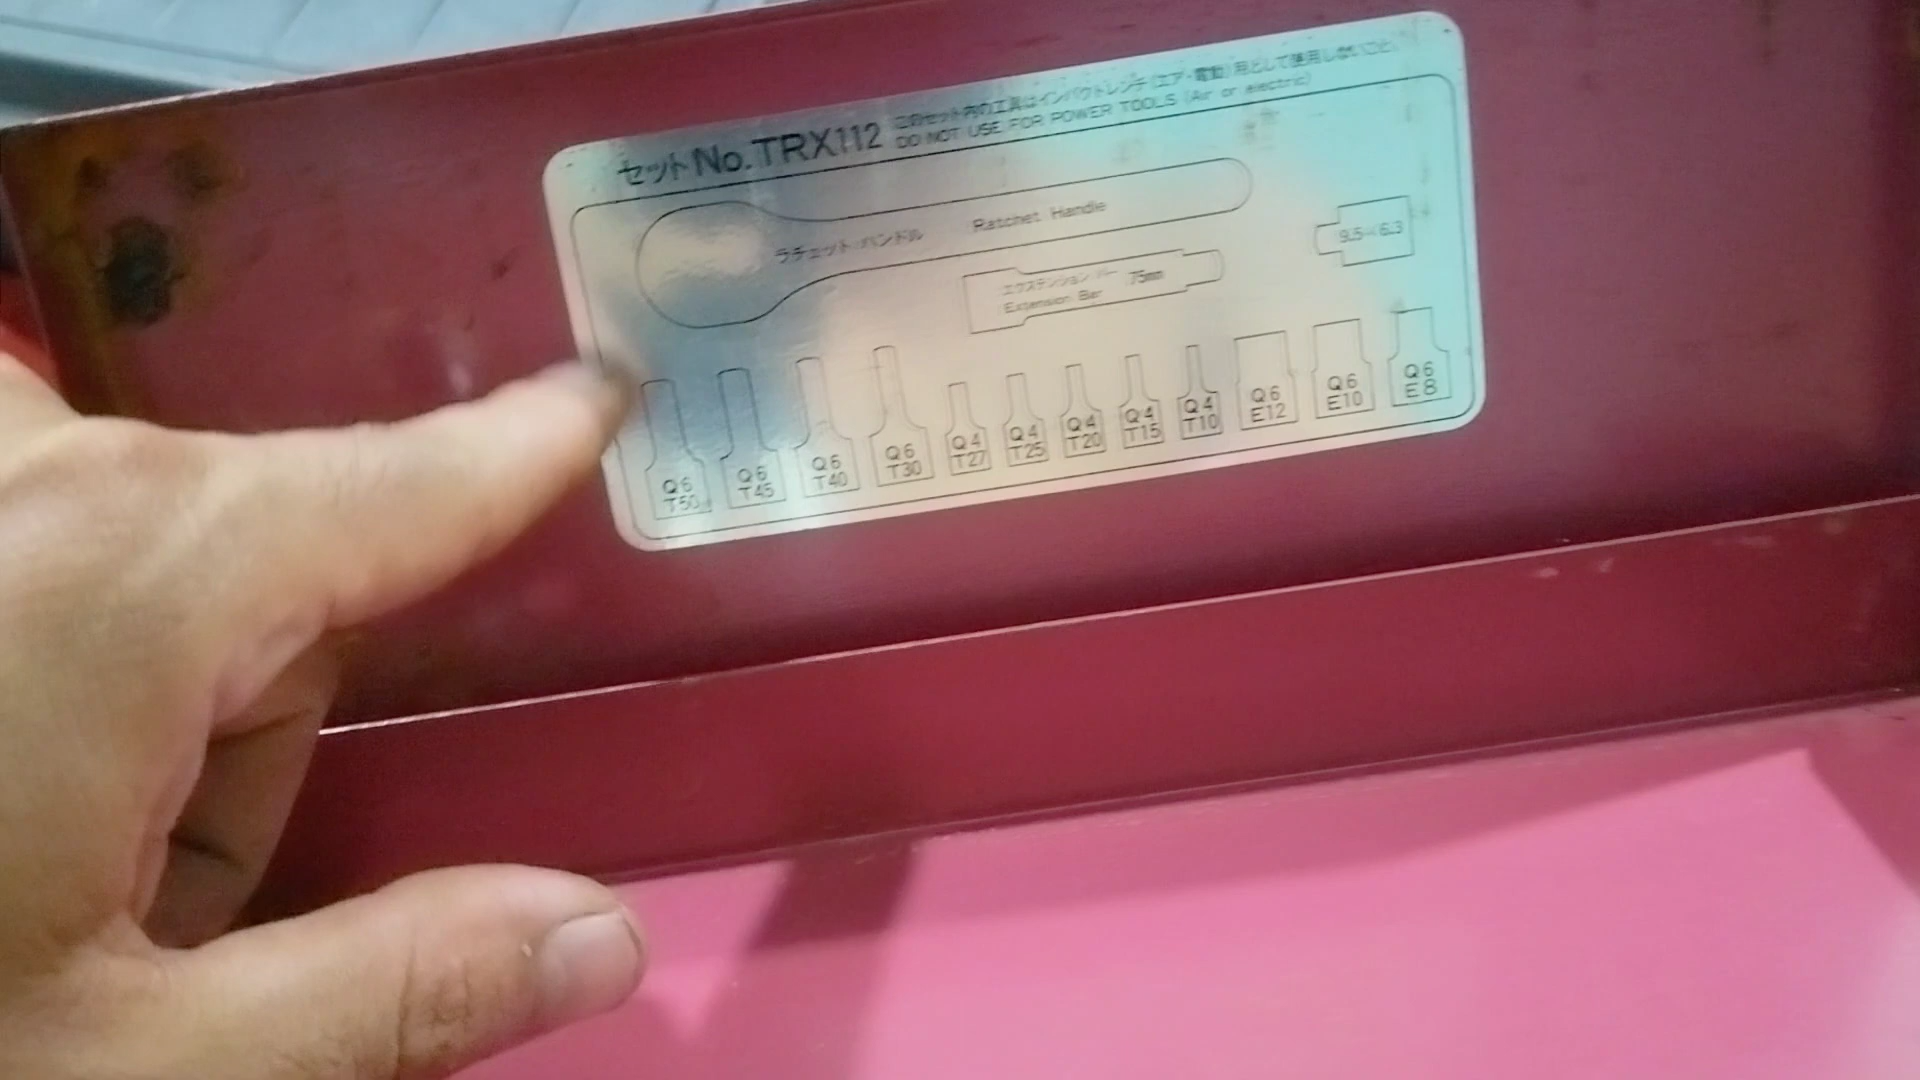 セットNo.TRX112
このセット内の工具はインパクトレンチ(エア・電動)用として使用しないこと。
DO NOT USE FOR POWER TOOLS (Air or electric)
ラチェットハンドル Ratchet Handle
エクステンション バー 75mm
Extension Bar
9.5
6.3
Q6
T50
Q6
T45
Q6
T40
Q6
T30
Q4
T27
Q4
T25
Q4
T20
Q4
T15
Q4
T10
Q6
E12
Q6
E10
Q6
E8